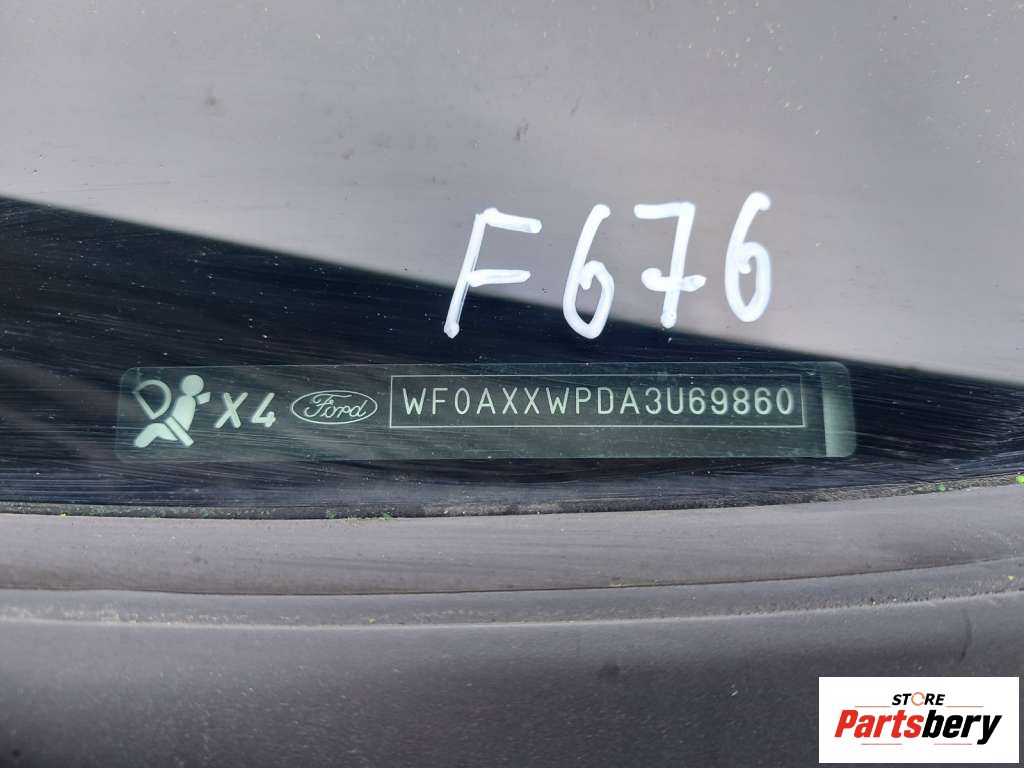 F676
X4 Ford WF0AXXWPDA3U69860
STORE
Partsbery